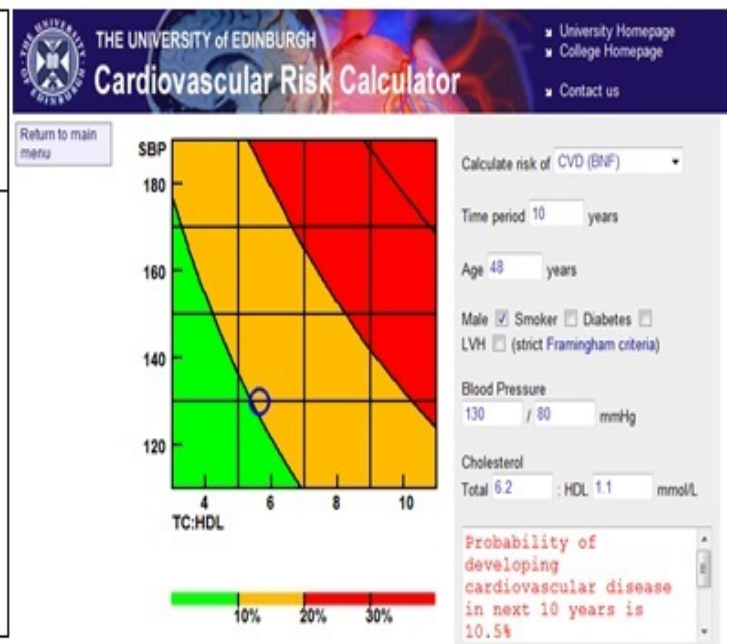 THE UNIVERSITY of EDINBURGH
Cardiovascular Risk Calculator
University Homepage
College Homepage
Contact us
Return to main
menu
SBP
180
160
140
120
4 6 8 10
TC:HDL
10% 20% 30%
Calculate risk of CVD (BNF)
Time period 10 years
Age 48 years
Male Smoker Diabetes
LVH (strict Framingham criteria)
Blood Pressure
130 / 80 mmHg
Cholesterol
Total 6.2 : HDL 1.1 mmol/L
Probability of
developing
cardiovascular disease
in next 10 years is
10.5%